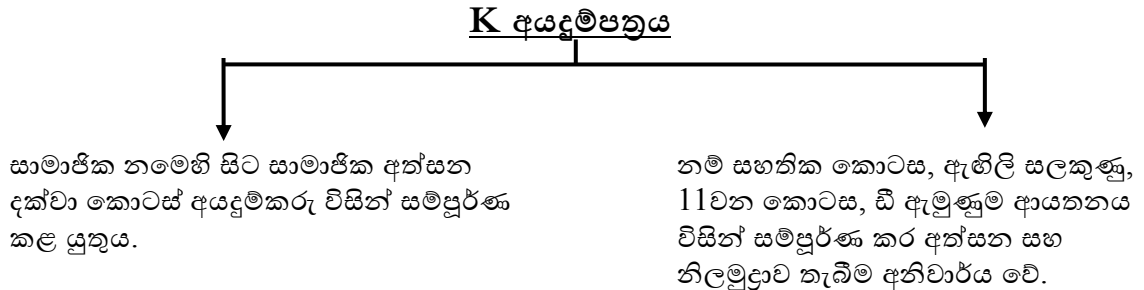 K අයදුම්පත්‍රය
සාමාජික නමෙහි සිට සාමාජික අත්සන
දක්වා කොටස් අයදුම්කරු විසින් සම්පූර්ණ
කළ යුතුය.
නම් සහතික කොටස, ඇඟිලි සලකුණු,
11වන කොටස, ඩී ඇමුණුම ආයතනය
විසින් සම්පූර්ණ කර අත්සන සහ
නිලමුද්‍රාව තැබීම අනිවාර්ය වේ.